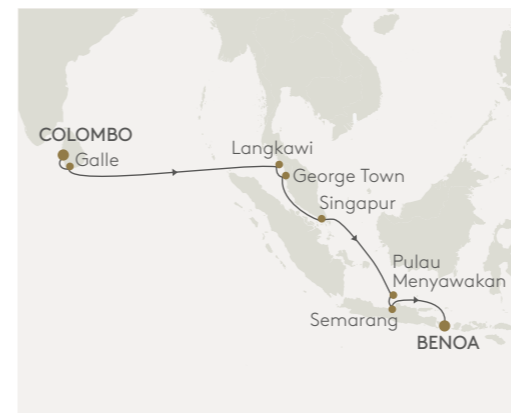 COLOMBO
Galle
Langkawi
George Town
Singapur
Pulau
Menyawakan
Semarang
BENOA